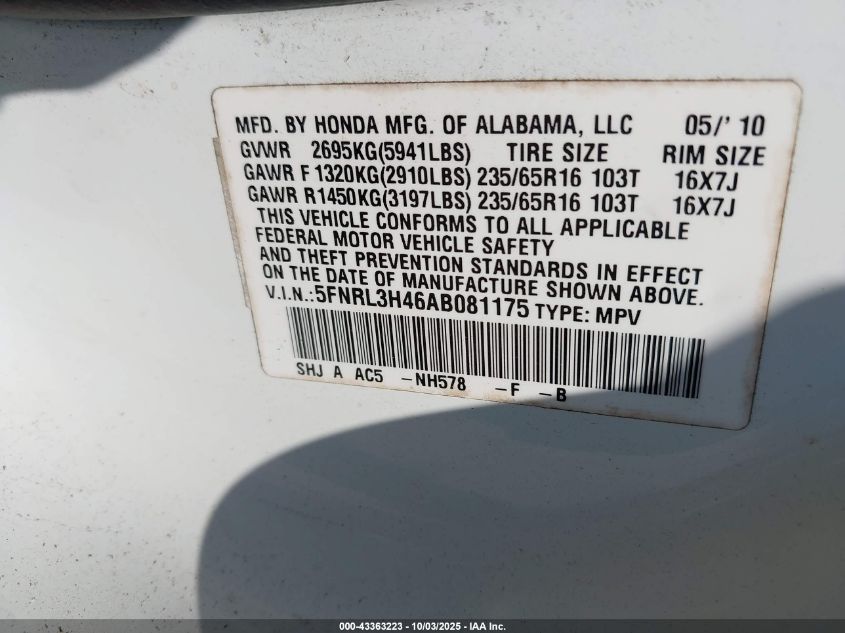 MFD. BY HONDA MFG. OF ALABAMA, LLC 05/' 10
GVWR 2695KG(5941LBS) TIRE SIZE RIM SIZE
GAWR F 1320KG(2910LBS) 235/65R16 103T 16X7J
GAWR R1450KG(3197LBS) 235/65R16 103T 16X7J
THIS VEHICLE CONFORMS TO ALL APPLICABLE
FEDERAL MOTOR VEHICLE SAFETY
AND THEFT PREVENTION STANDARDS IN EFFECT
ON THE DATE OF MANUFACTURE SHOWN ABOVE.
V.I.N.:5FNRL3H46AB081175 TYPE: MPV
SHJ A AC5 -NH578 -F -B
000-43363223 - 10/03/2025 - IAA Inc.